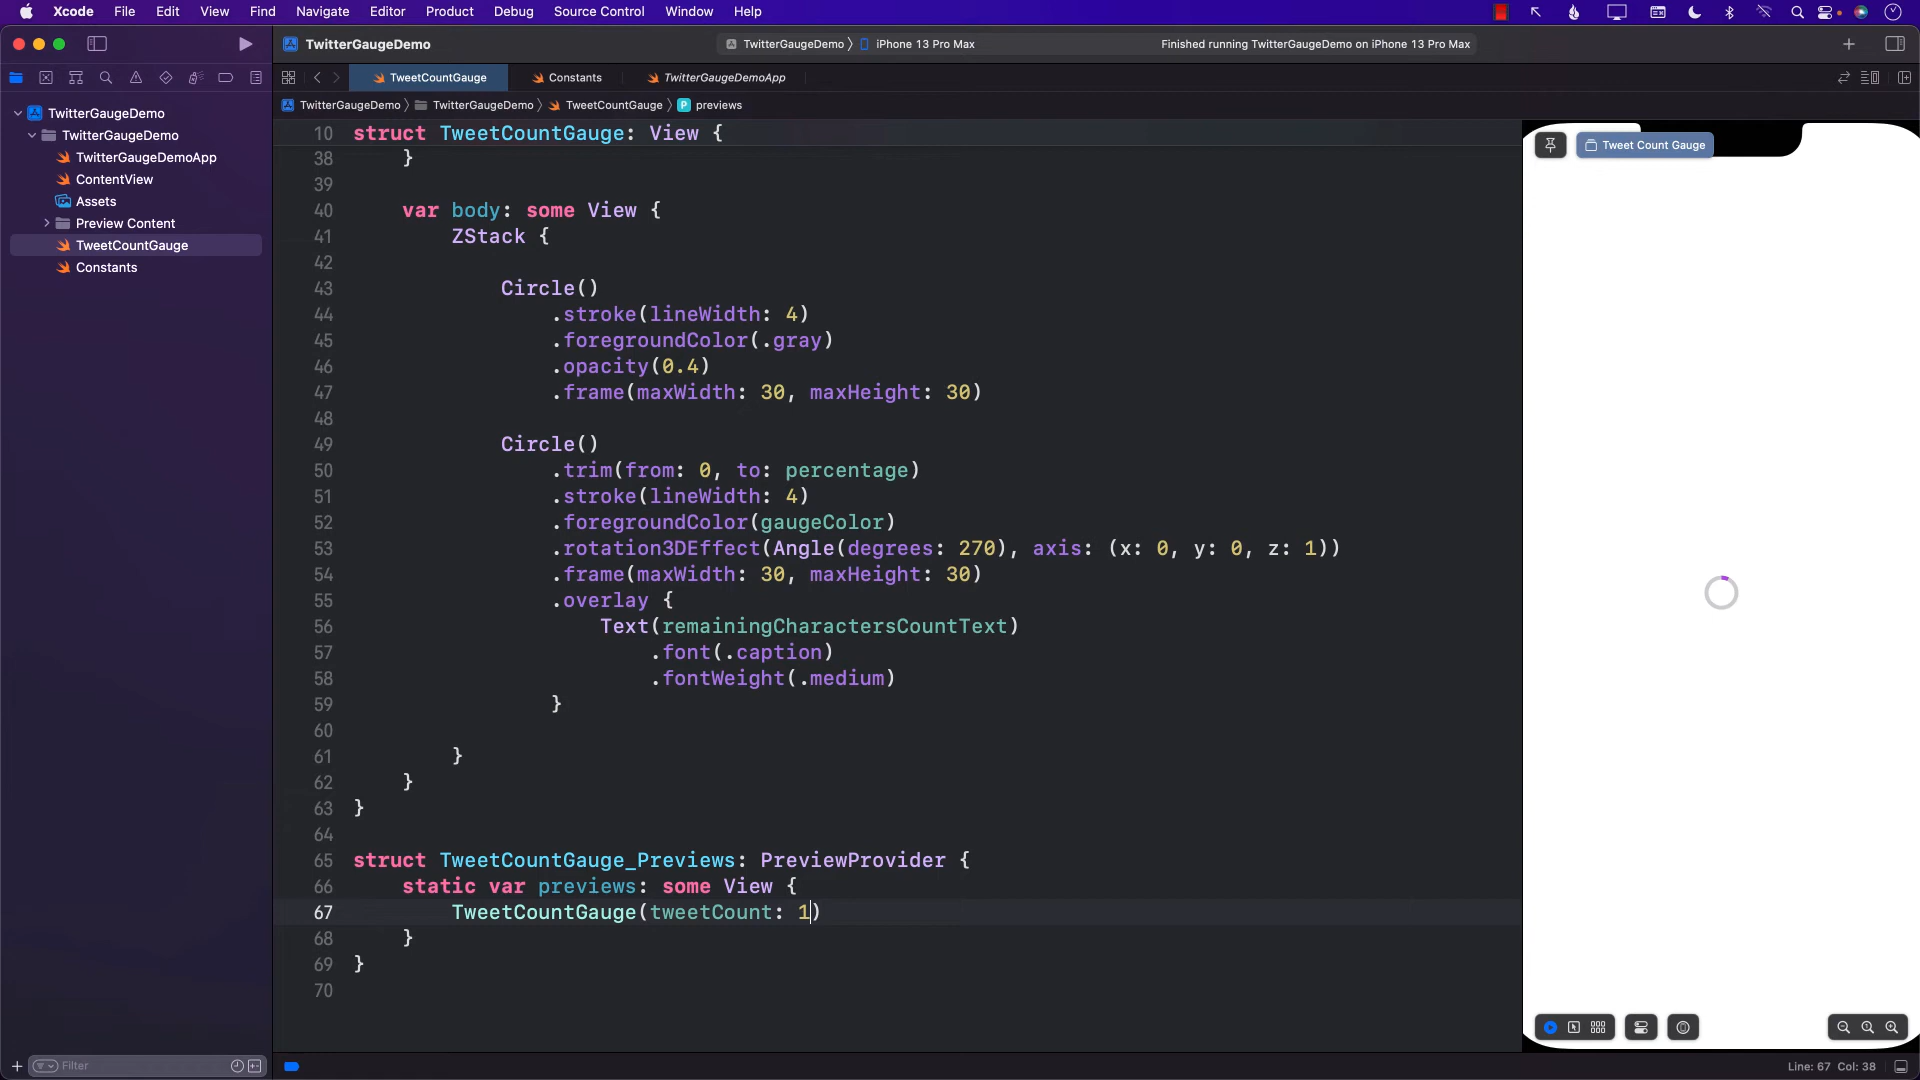 Xcode File Edit View Find Navigate Editor Product Debug Source Control Window Help
TwitterGaugeDemo
TwitterGaugeDemo iPhone 13 Pro Max
Finished running TwitterGaugeDemo on iPhone 13 Pro Max
TweetCountGauge Constants TwitterGaugeDemoApp
TwitterGaugeDemo TwitterGaugeDemo TweetCountGauge P previews
TwitterGaugeDemo
TwitterGaugeDemo
TwitterGaugeDemoApp
ContentView
Assets
Preview Content
TweetCountGauge
Constants
Filter
10 struct TweetCountGauge: View {
38 }
39
40 var body: some View {
41 ZStack {
42
43 Circle()
44 .stroke(lineWidth: 4)
45 .foregroundColor(.gray)
46 .opacity(0.4)
47 .frame(maxWidth: 30, maxHeight: 30)
48
49 Circle()
50 .trim(from: 0, to: percentage)
51 .stroke(lineWidth: 4)
52 .foregroundColor(gaugeColor)
53 .rotation3DEffect(Angle(degrees: 270), axis: (x: 0, y: 0, z: 1))
54 .frame(maxWidth: 30, maxHeight: 30)
55 .overlay {
56 Text(remainingCharactersCountText)
57 .font(.caption)
58 .fontWeight(.medium)
59 }
60
61 }
62 }
63 }
64
65 struct TweetCountGauge_Previews: PreviewProvider {
66 static var previews: some View {
67 TweetCountGauge(tweetCount: 1)
68 }
69 }
70
Tweet Count Gauge
Line: 67 Col: 38